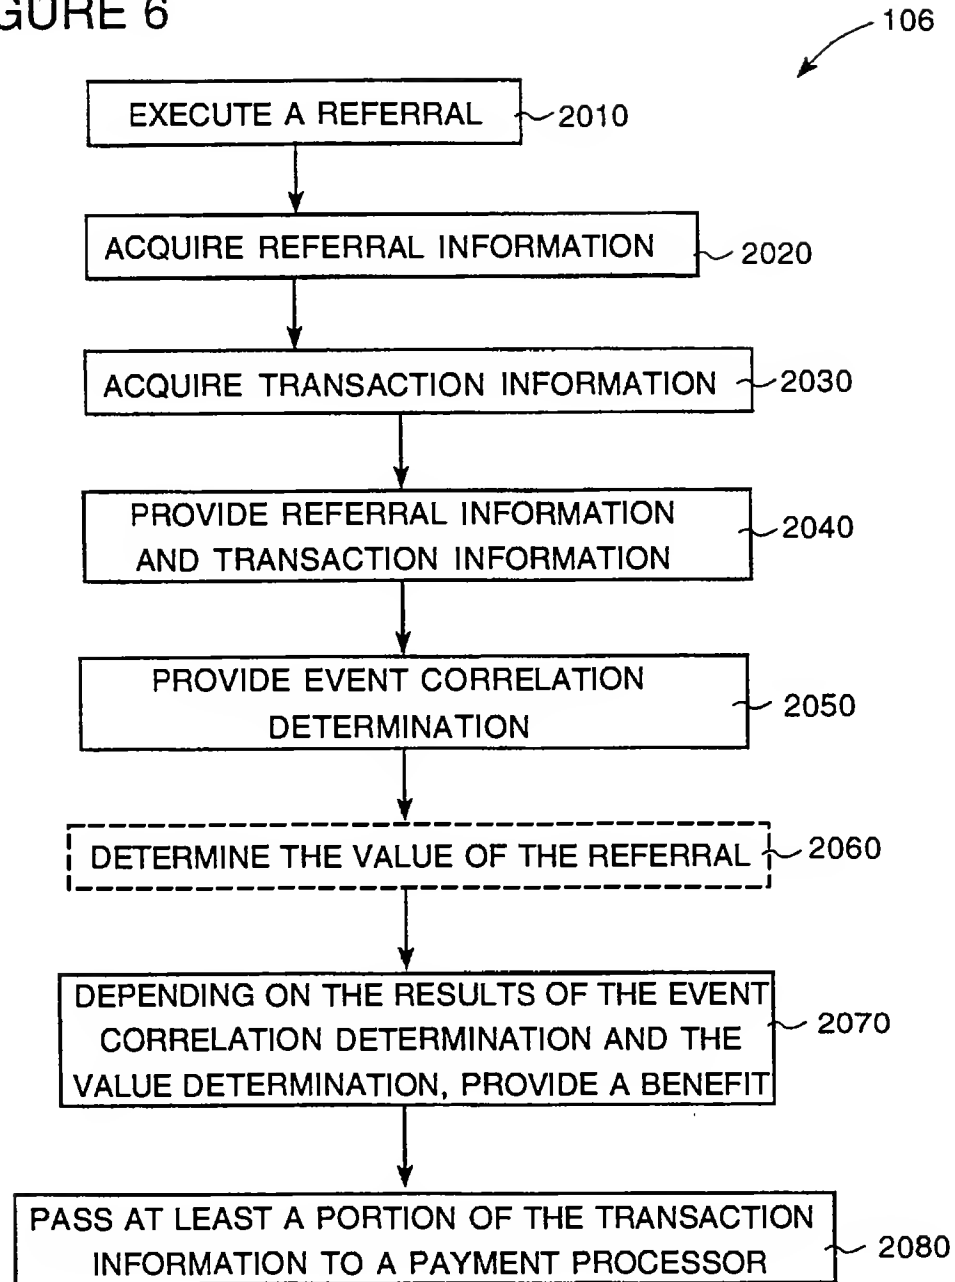 GURE 6
106
EXECUTE A REFERRAL
2010
ACQUIRE REFERRAL INFORMATION
2020
ACQUIRE TRANSACTION INFORMATION
2030
PROVIDE REFERRAL INFORMATION
AND TRANSACTION INFORMATION
2040
PROVIDE EVENT CORRELATION
DETERMINATION
2050
DETERMINE THE VALUE OF THE REFERRAL
2060
DEPENDING ON THE RESULTS OF THE EVENT
CORRELATION DETERMINATION AND THE
VALUE DETERMINATION, PROVIDE A BENEFIT
2070
PASS AT LEAST A PORTION OF THE TRANSACTION
INFORMATION TO A PAYMENT PROCESSOR
2080